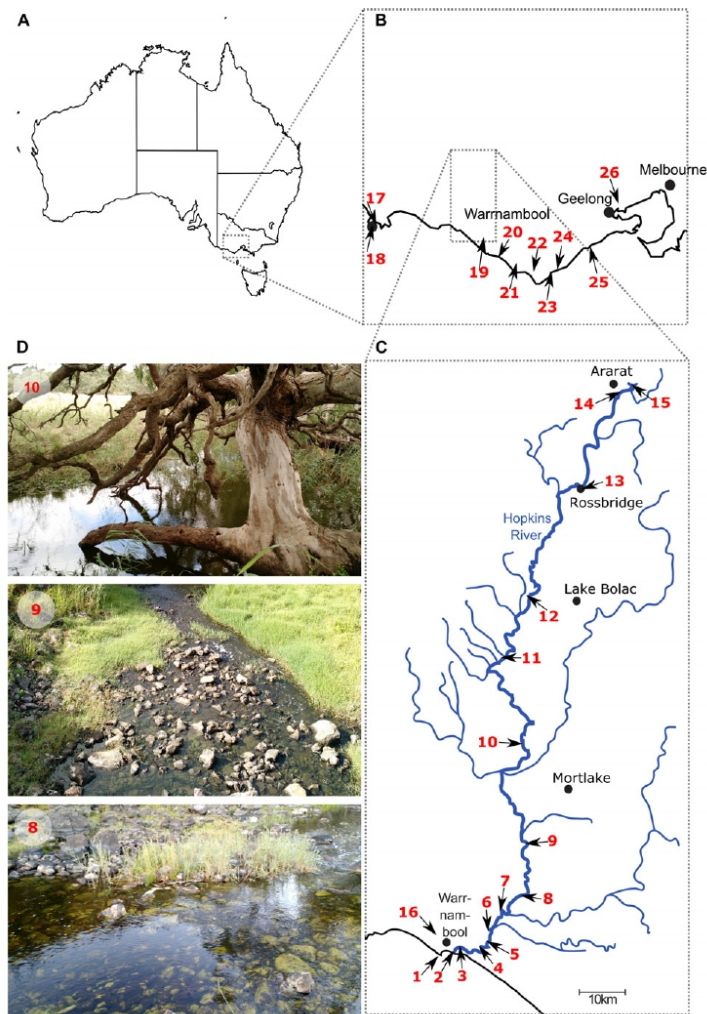 A
B
17
18
Warrnambool
19
20
21
22
23
24
25
26
Geelong
Melbourne
D
10
9
8
C
Ararat
14
15
13
Rossbridge
Hopkins
River
12
Lake Bolac
11
10
Mortlake
9
8
7
6
Warr-
nam-
bool
16
1
2
3
4
5
10km